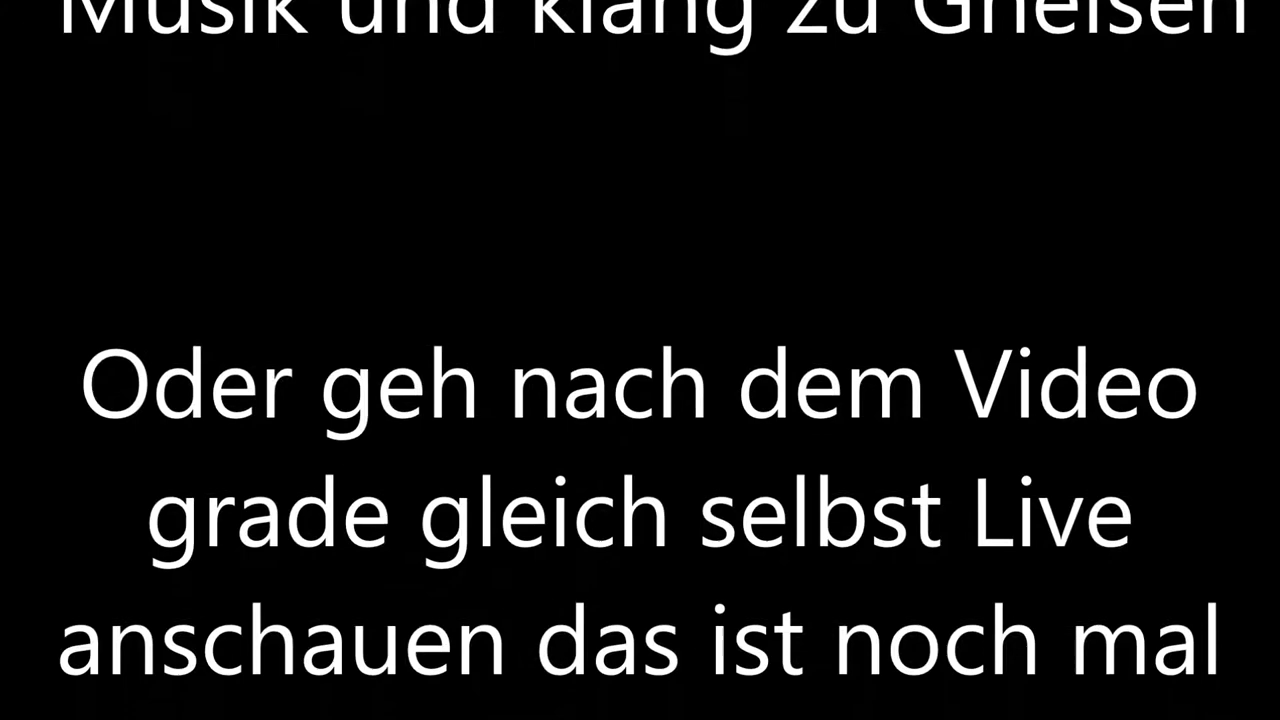 Musik und klang zu Gneisen
Oder geh nach dem Video
grade gleich selbst Live
anschauen das ist noch mal